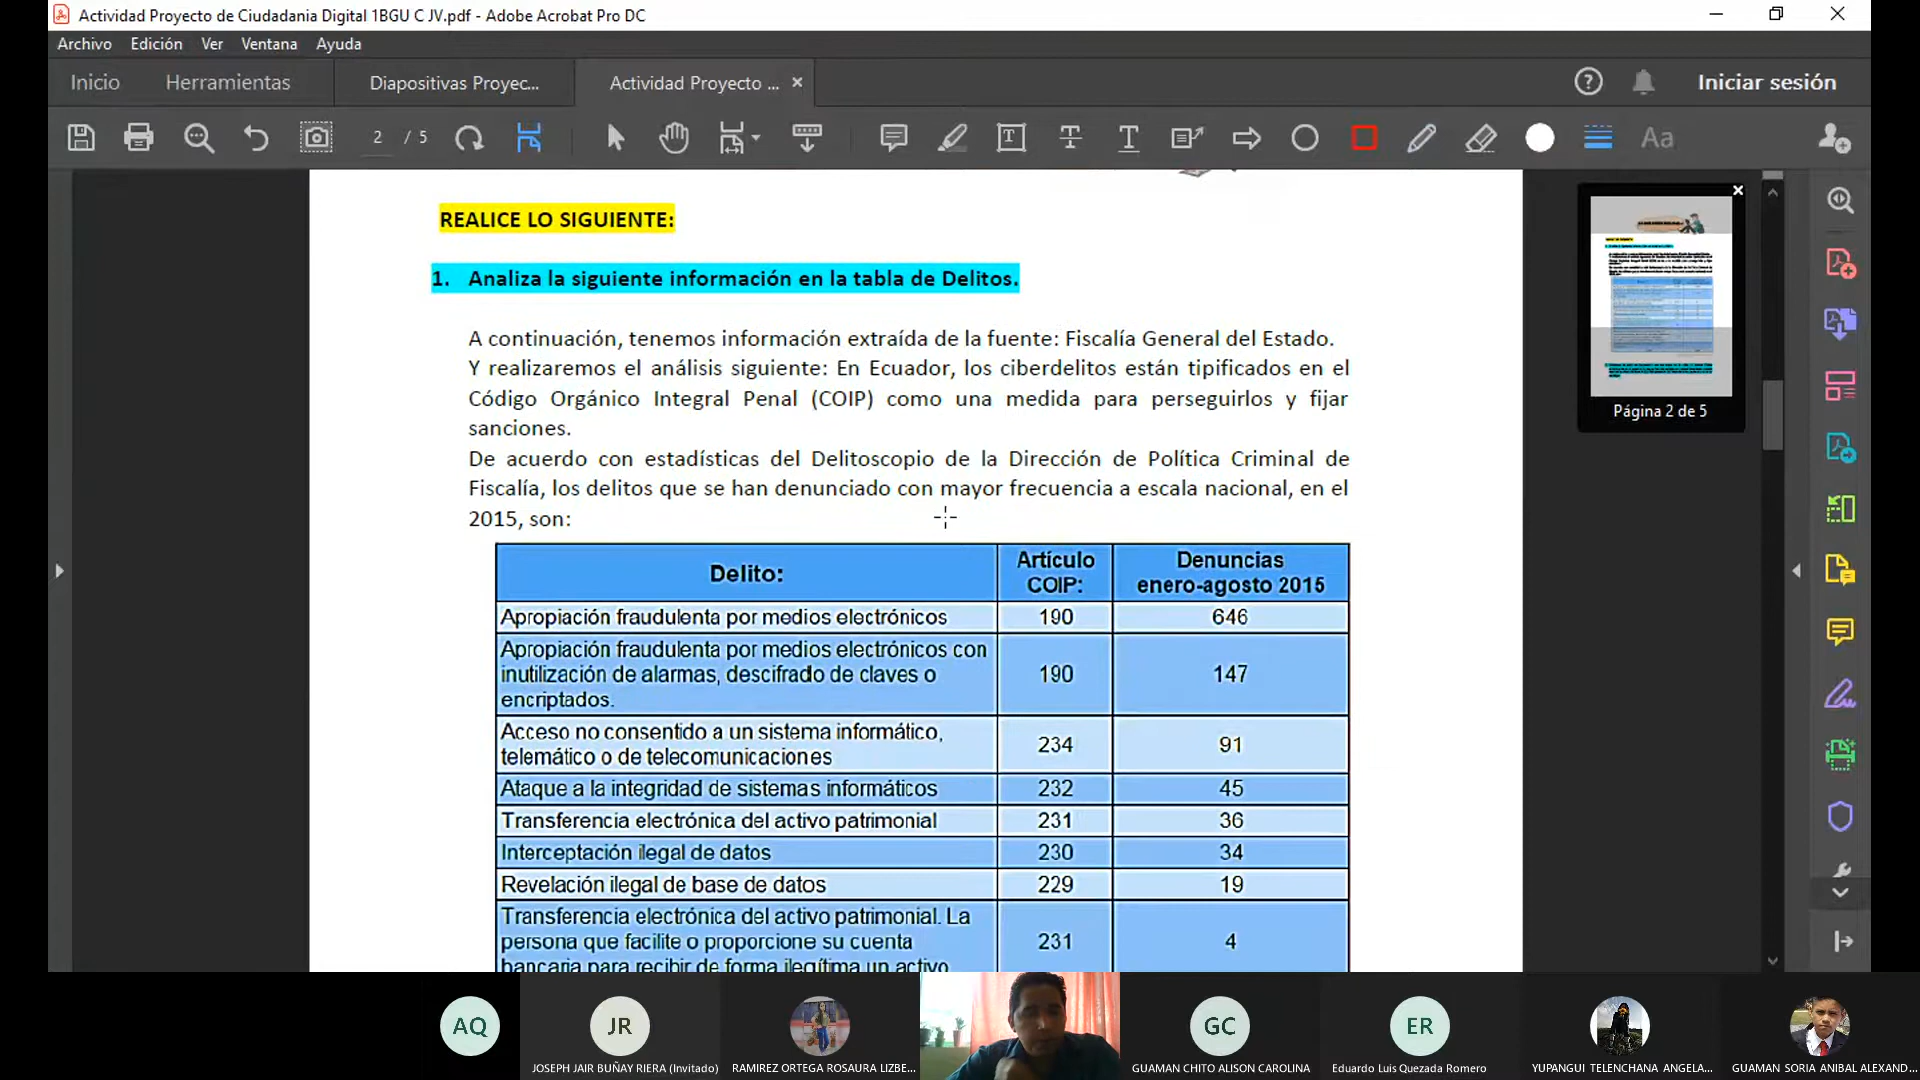 Actividad Proyecto de Ciudadania Digital 1BGU C JV.pdf - Adobe Acrobat Pro DC
Archivo Edición Ver Ventana Ayuda
Inicio Herramientas Diapositivas Proyec... Actividad Proyecto ... × Iniciar sesión
2 / 5 Aa
REALICE LO SIGUIENTE:
1. Analiza la siguiente información en la tabla de Delitos.
A continuación, tenemos información extraída de la fuente: Fiscalía General del Estado.
Y realizaremos el análisis siguiente: En Ecuador, los ciberdelitos están tipificados en el
Código Orgánico Integral Penal (COIP) como una medida para perseguirlos y fijar
sanciones.
De acuerdo con estadísticas del Delitoscopio de la Dirección de Política Criminal de
Fiscalía, los delitos que se han denunciado con mayor frecuencia a escala nacional, en el
2015, son:
Delito: Artículo COIP: Denuncias enero-agosto 2015
Apropiación fraudulenta por medios electrónicos 190 646
Apropiación fraudulenta por medios electrónicos con
inutilización de alarmas, descifrado de claves o
encriptados. 190 147
Acceso no consentido a un sistema informático,
telemático o de telecomunicaciones 234 91
Ataque a la integridad de sistemas informáticos 232 45
Transferencia electrónica del activo patrimonial 231 36
Interceptación ilegal de datos 230 34
Revelación ilegal de base de datos 229 19
Transferencia electrónica del activo patrimonial. La
persona que facilite o proporcione su cuenta
bancaria para recibir de forma ilegítima un activo 231 4
Página 2 de 5
AQ JR GC ER
JOSEPH JAIR BUÑAY RIERA (Invitado)
RAMIREZ ORTEGA ROSAURA LIZBE...
GUAMAN CHITO ALISON CAROLINA
Eduardo Luis Quezada Romero
YUPANGUI TELENCHANA ANGELA...
GUAMAN SORIA ANIBAL ALEXAND...